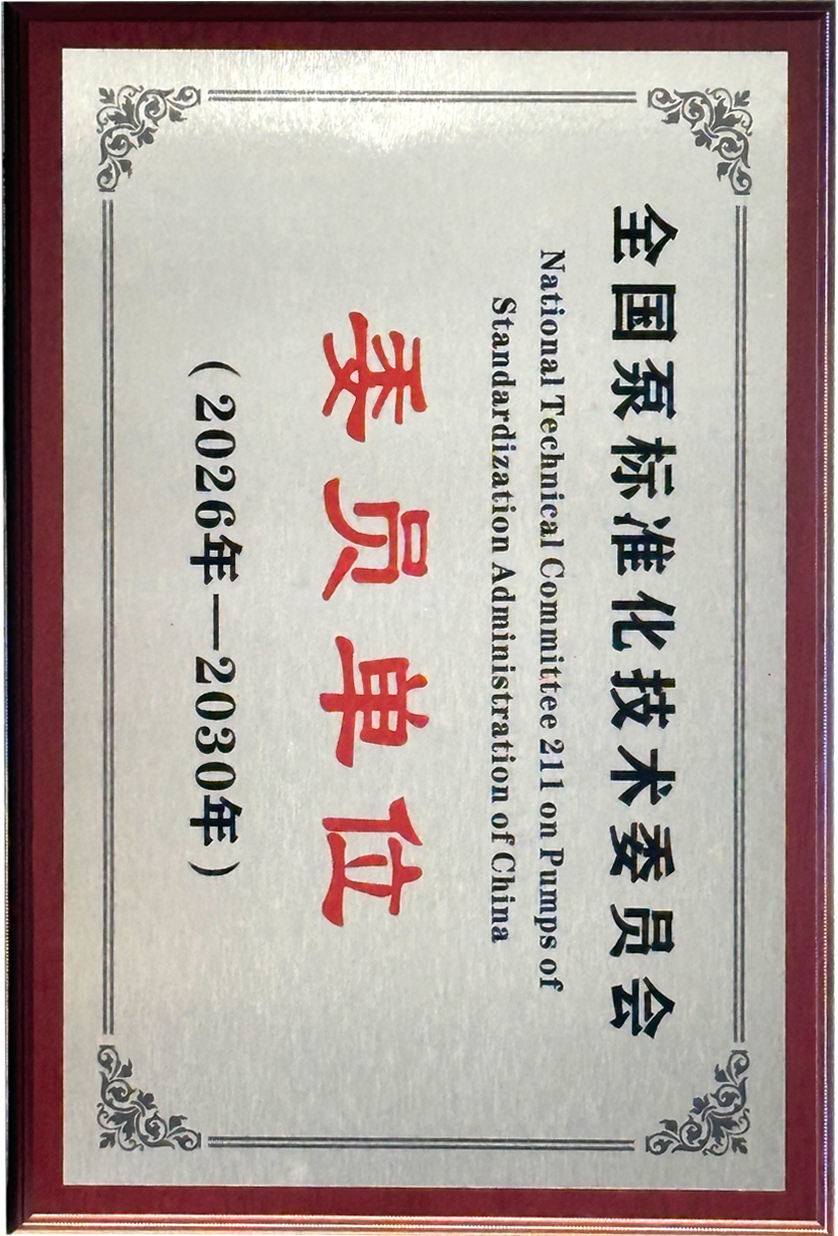 全国泵标准化技术委员会
National Technical Committee 211 on Pumps of
Standardization Administration of China
委员单位
（2026年—2030年）